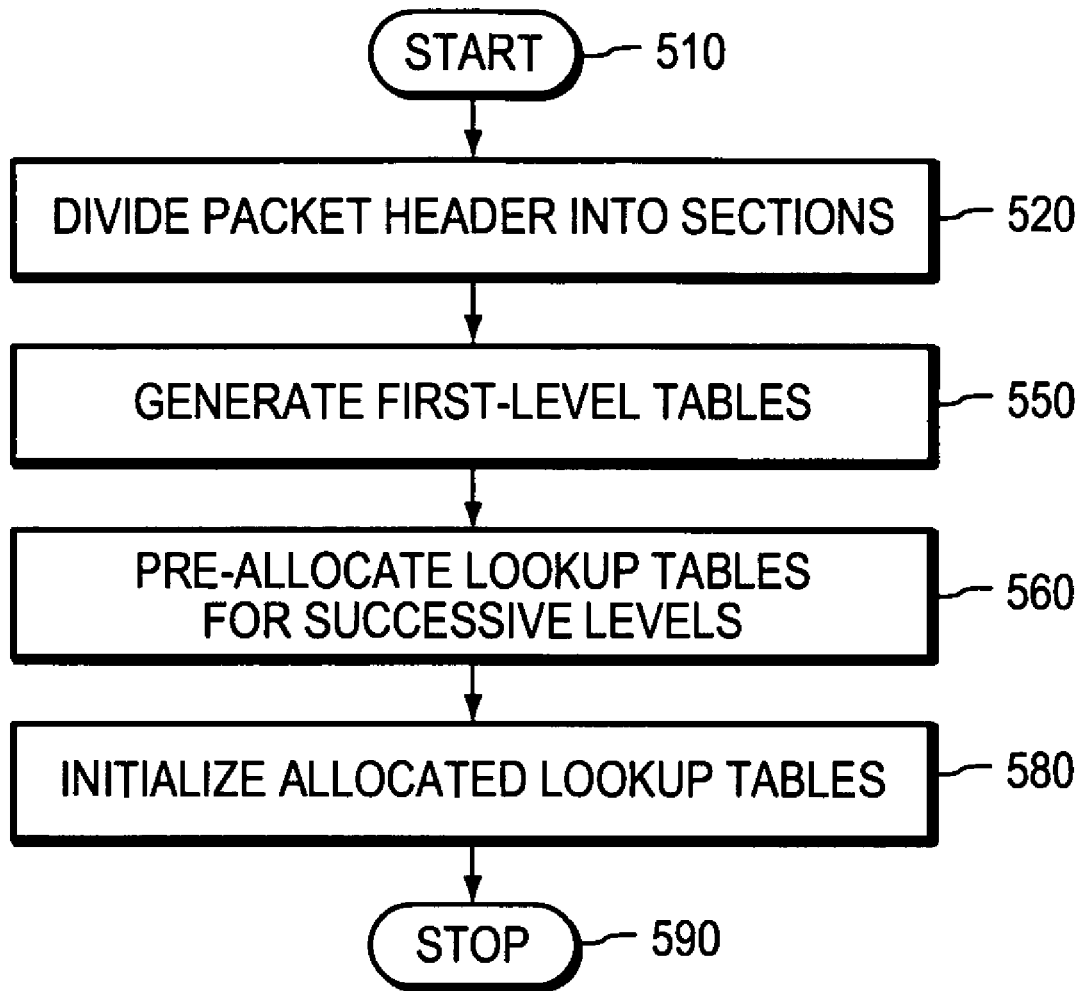 START 510
DIVIDE PACKET HEADER INTO SECTIONS 520
GENERATE FIRST-LEVEL TABLES 550
PRE-ALLOCATE LOOKUP TABLES
FOR SUCCESSIVE LEVELS 560
INITIALIZE ALLOCATED LOOKUP TABLES 580
STOP 590